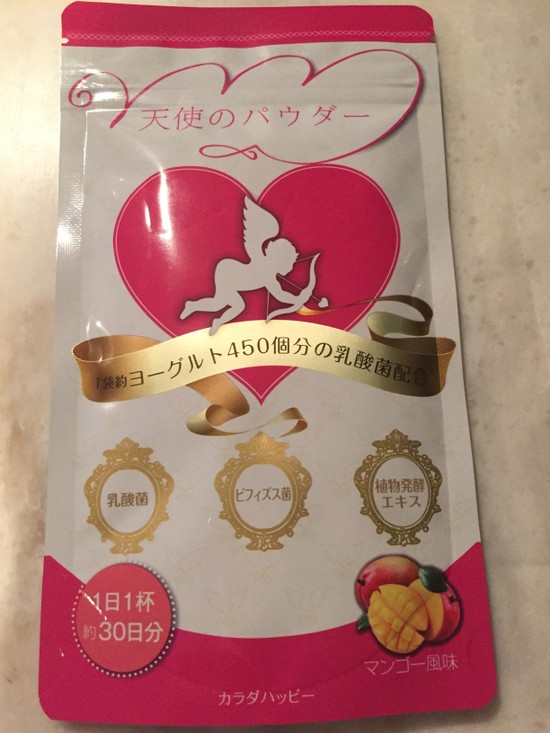 天使のパウダー
1袋約ヨーグルト450個分の乳酸菌配合
乳酸菌
ビフィズス菌
植物発酵
エキス
1日1杯
約30日分
マンゴー風味
カラダハッピー